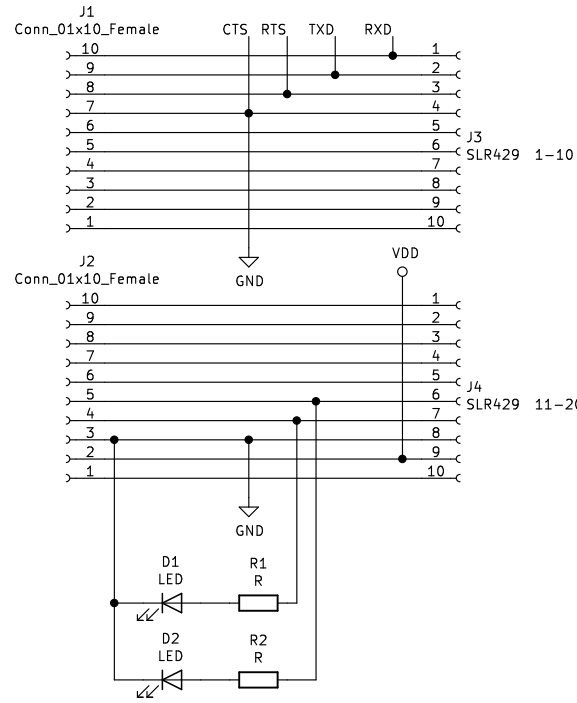 J1
Conn_01x10_Female
CTS RTS TXD RXD
10 1
9 2
8 3
7 4
6 5
5 6
4 7
3 8
2 9
1 10
J3
SLR429 1-10
GND
J2
Conn_01x10_Female
VDD
10 1
9 2
8 3
7 4
6 5
5 6
4 7
3 8
2 9
1 10
J4
SLR429 11-20
GND
D1
LED
R1
R
D2
LED
R2
R